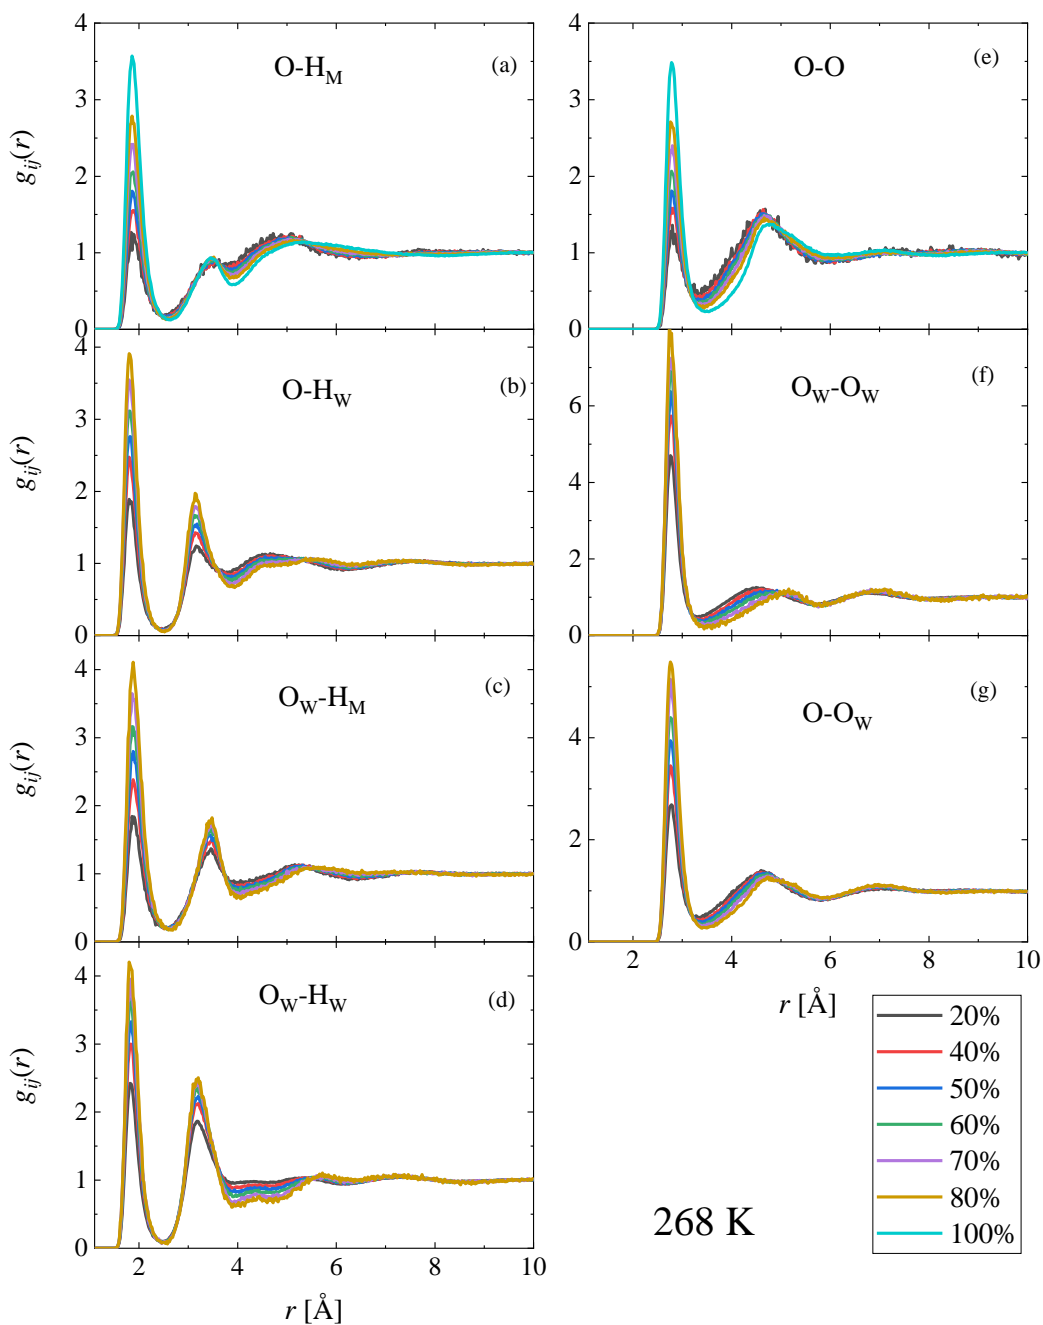 4
3
2
1
0
g_ij(r)
O-H_M
(a)
4
3
2
1
0
g_ij(r)
O-H_W
(b)
4
3
2
1
0
g_ij(r)
O_W-H_M
(c)
4
3
2
1
0
g_ij(r)
O_W-H_W
(d)
2 4 6 8 10
r [Å]
4
3
2
1
0
O-O
(e)
6
4
2
0
O_W-O_W
(f)
4
2
0
O-O_W
(g)
2 4 6 8 10
r [Å]
268 K
20%
40%
50%
60%
70%
80%
100%